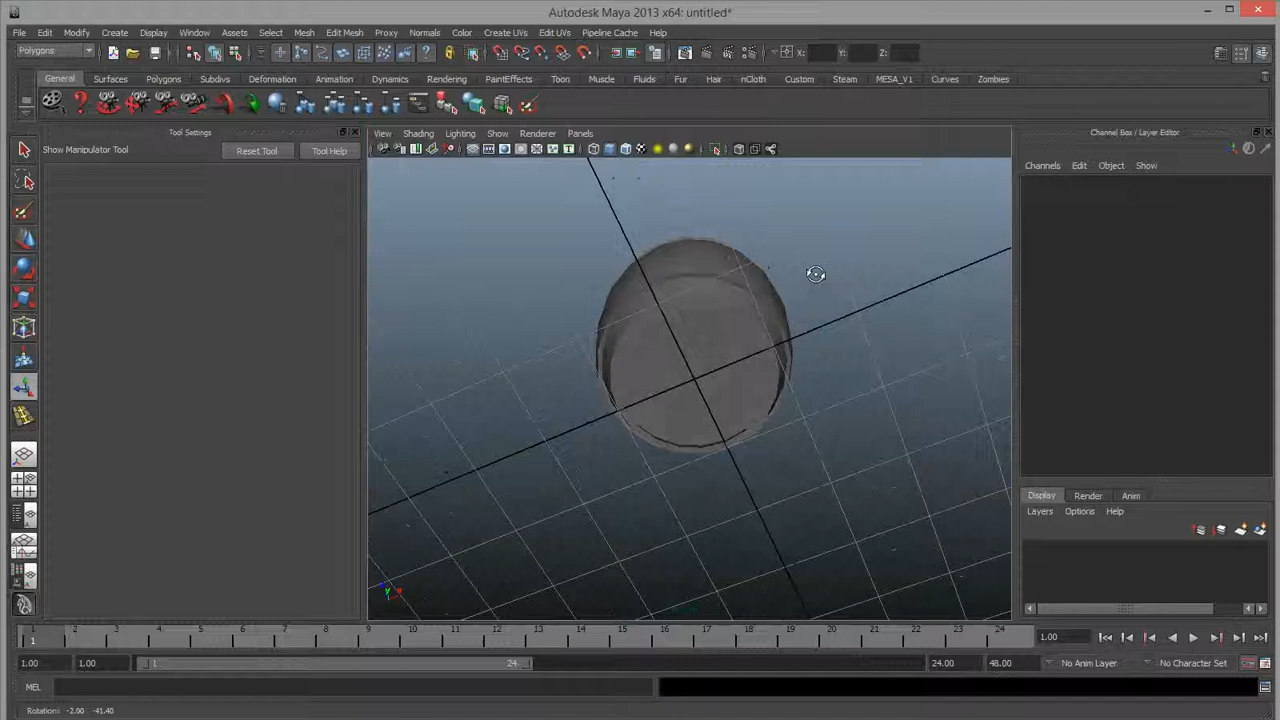 Autodesk Maya 2013 x64: untitled*
File Edit Modify Create Display Window Assets Select Mesh Edit Mesh Proxy Normals Color Create UVs Edit UVs Pipeline Cache Help
Polygons X: Y: Z:
General Surfaces Polygons Subdivs Deformation Animation Dynamics Rendering PaintEffects Toon Muscle Fluids Fur Hair nCloth Custom Steam MESA_V1 Curves Zombies
Tool Settings
Channel Box / Layer Editor
View Shading Lighting Show Renderer Panels
Show Manipulator Tool Reset Tool Tool Help
Channels Edit Object Show
Display Render Anim
Layers Options Help
y x
1 2 3 4 5 6 7 8 9 10 11 12 13 14 15 16 17 18 19 20 21 22 23 24
1 1.00
1.00 1.00 1 24 24.00 48.00 No Anim Layer No Character Set
MEL
Rotation: -2.00 -41.40